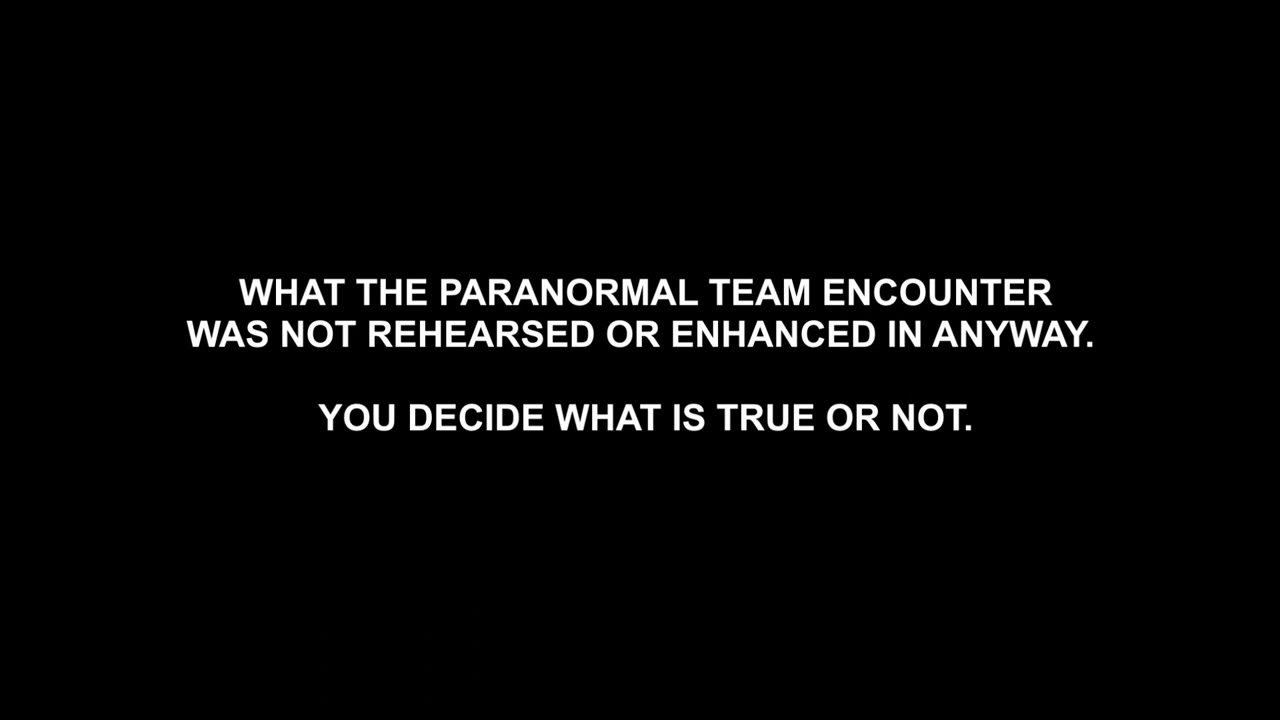 WHAT THE PARANORMAL TEAM ENCOUNTER
WAS NOT REHEARSED OR ENHANCED IN ANYWAY.
YOU DECIDE WHAT IS TRUE OR NOT.